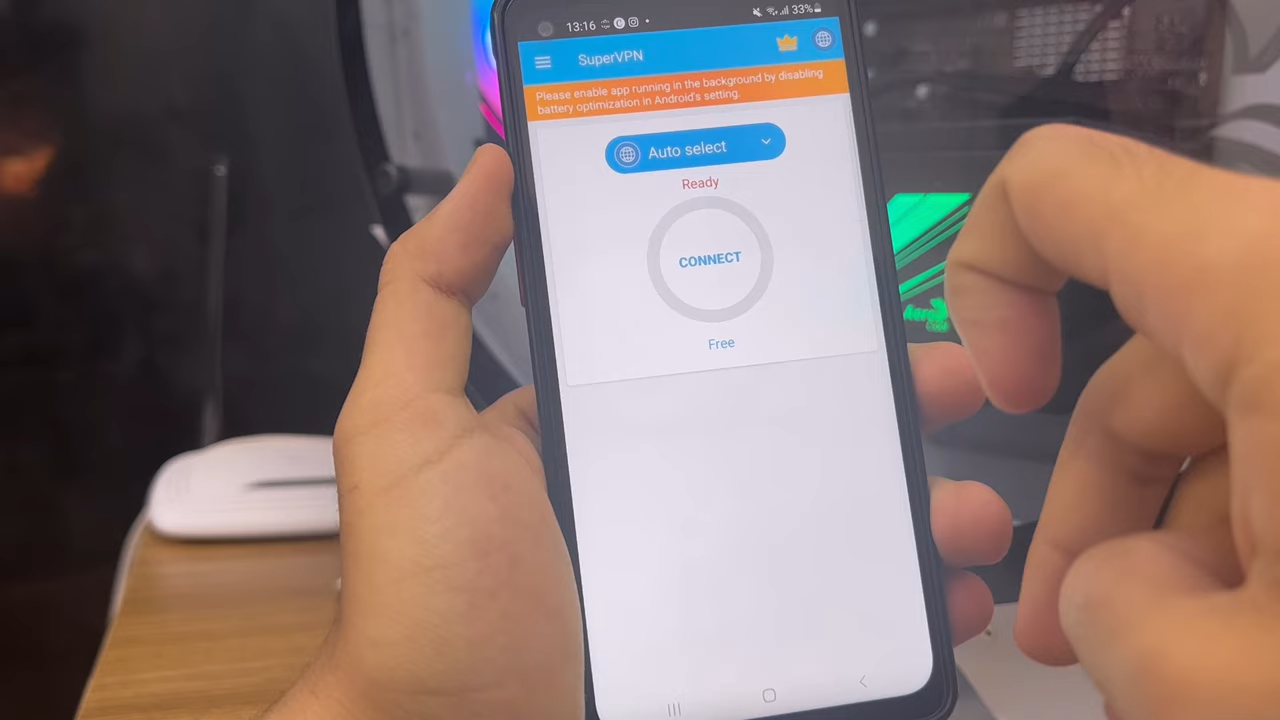 13:16
33%
SuperVPN
Please enable app running in the background by disabling
battery optimization in Android's setting.
Auto select
Ready
CONNECT
Free